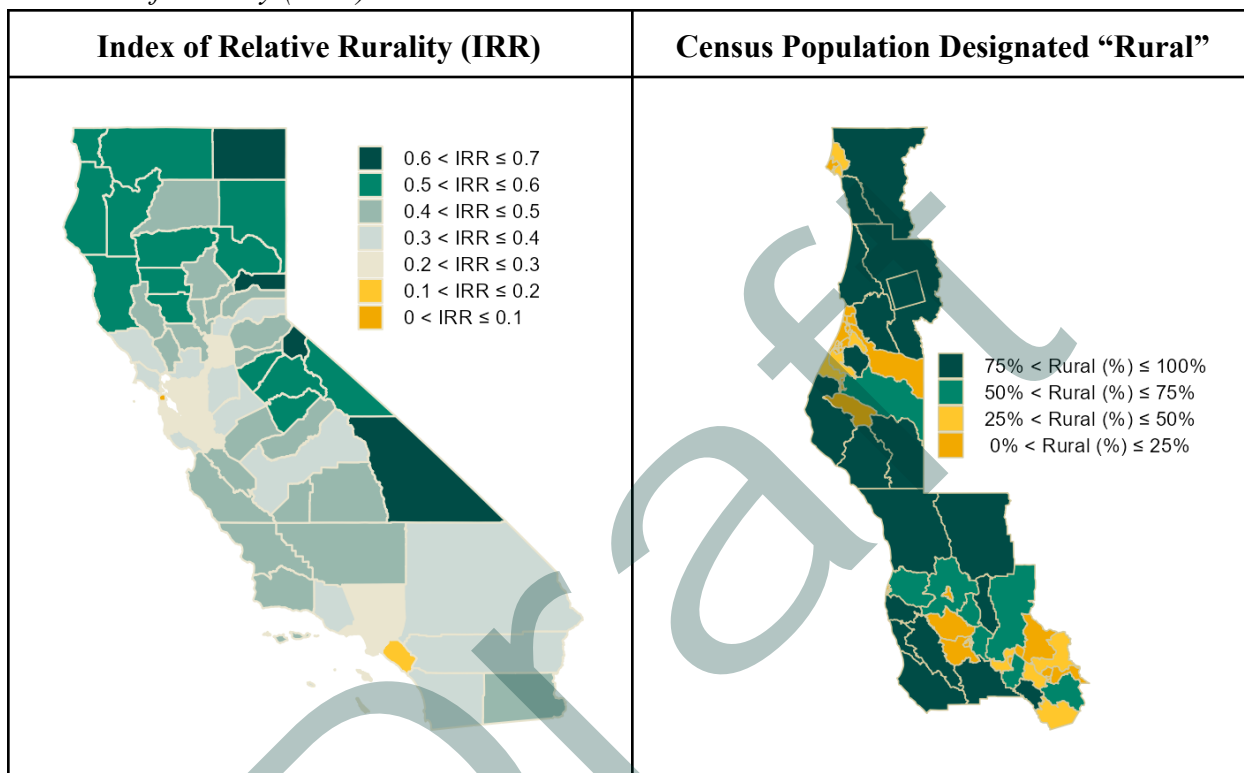 Index of Relative Rurality (IRR)
Census Population Designated “Rural”
0.6 < IRR ≤ 0.7
0.5 < IRR ≤ 0.6
0.4 < IRR ≤ 0.5
0.3 < IRR ≤ 0.4
0.2 < IRR ≤ 0.3
0.1 < IRR ≤ 0.2
0 < IRR ≤ 0.1
75% < Rural (%) ≤ 100%
50% < Rural (%) ≤ 75%
25% < Rural (%) ≤ 50%
0% < Rural (%) ≤ 25%
Draft